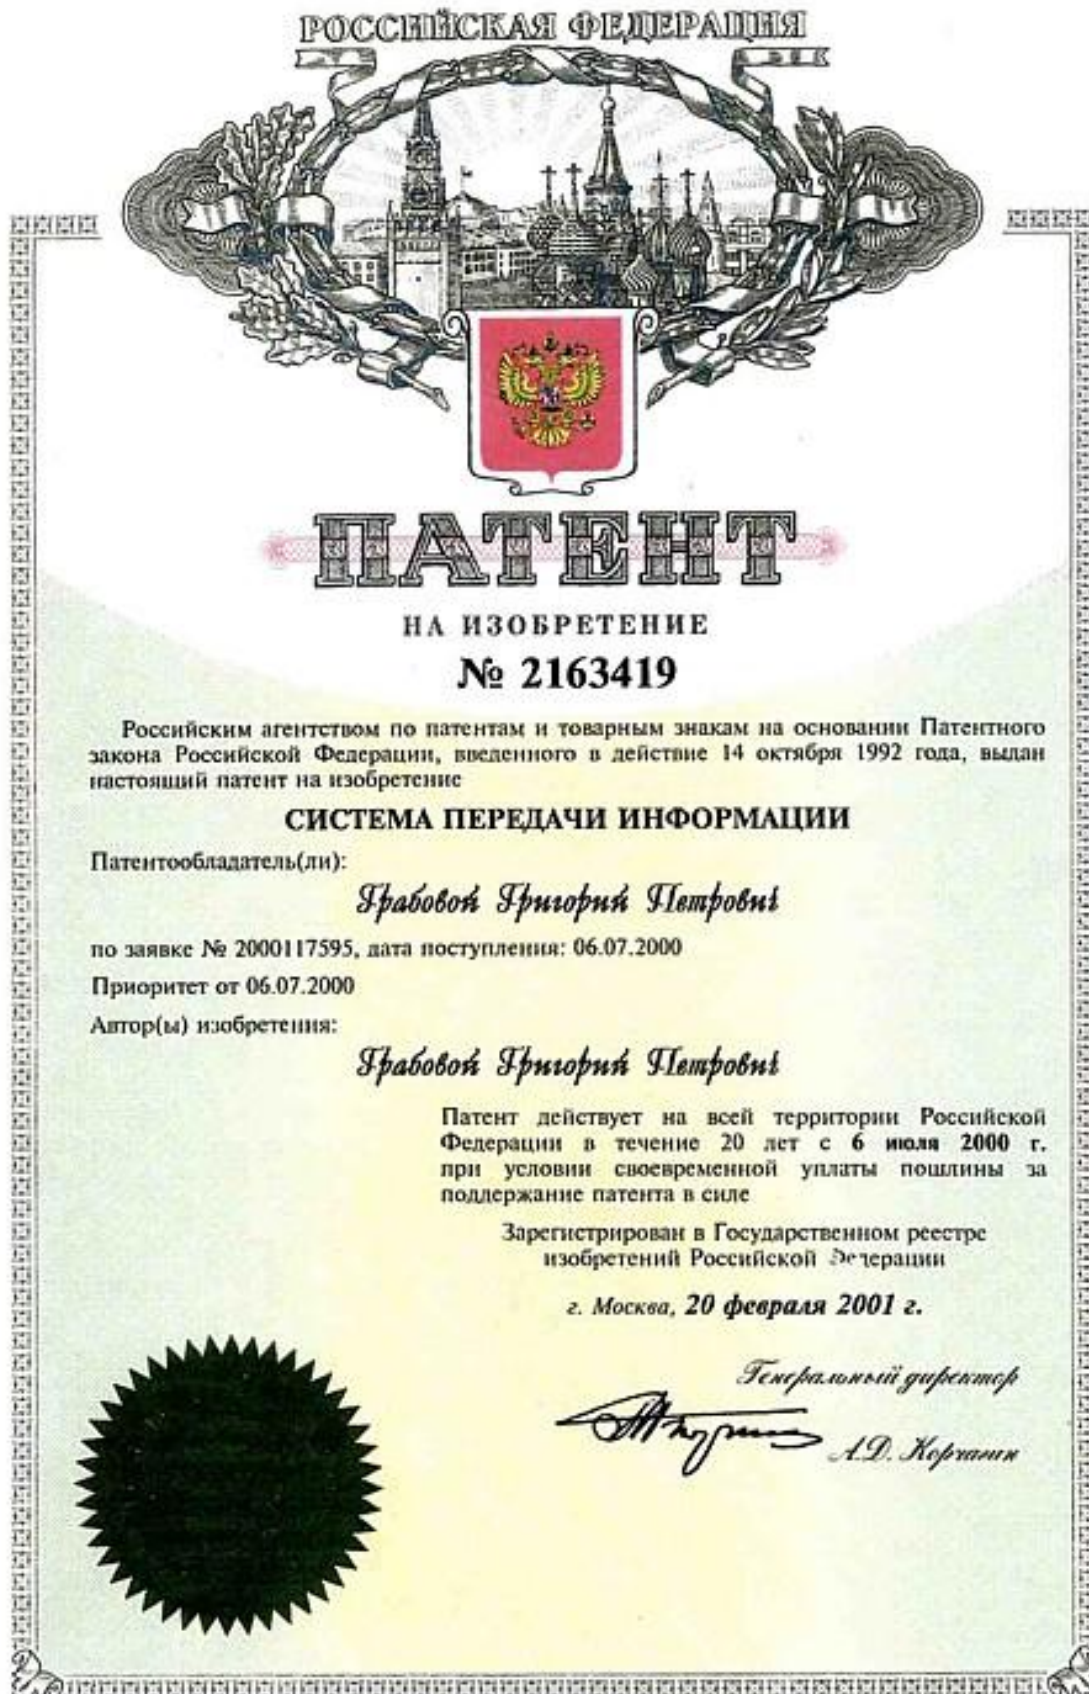 РОССИЙСКАЯ ФЕДЕРАЦИЯ
ПАТЕНТ
НА ИЗОБРЕТЕНИЕ
№ 2163419
Российским агентством по патентам и товарным знакам на основании Патентного
закона Российской Федерации, введенного в действие 14 октября 1992 года, выдан
настоящий патент на изобретение
СИСТЕМА ПЕРЕДАЧИ ИНФОРМАЦИИ
Патентообладатель(ли):
Грабовой Григорий Петрович
по заявке № 2000117595, дата поступления: 06.07.2000
Приоритет от 06.07.2000
Автор(ы) изобретения:
Грабовой Григорий Петрович
Патент действует на всей территории Российской
Федерации в течение 20 лет с 6 июля 2000 г.
при условии своевременной уплаты пошлины за
поддержание патента в силе
Зарегистрирован в Государственном реестре
изобретений Российской Федерации
г. Москва, 20 февраля 2001 г.
Генеральный директор
А.Д. Корчагин